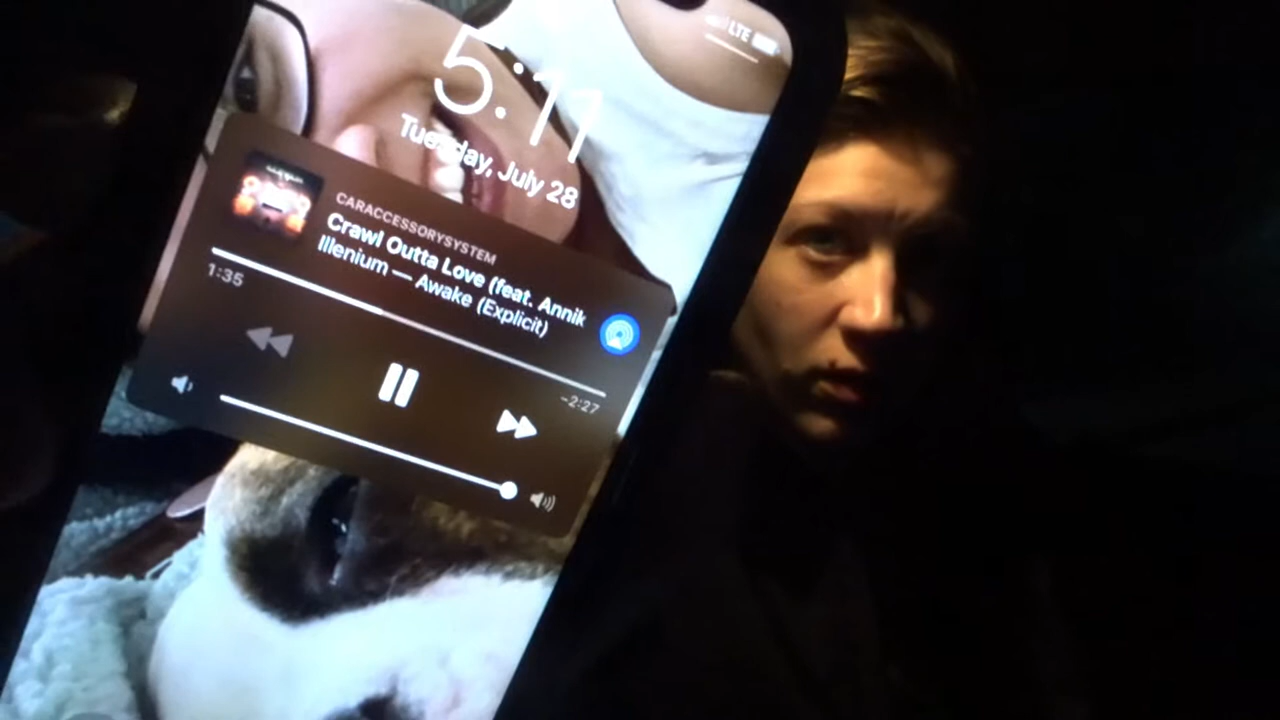 LTE
5:11
Tuesday, July 28
CARACCESSORYSYSTEM
Crawl Outta Love (feat. Annik
Illenium — Awake (Explicit)
1:35
-2:27